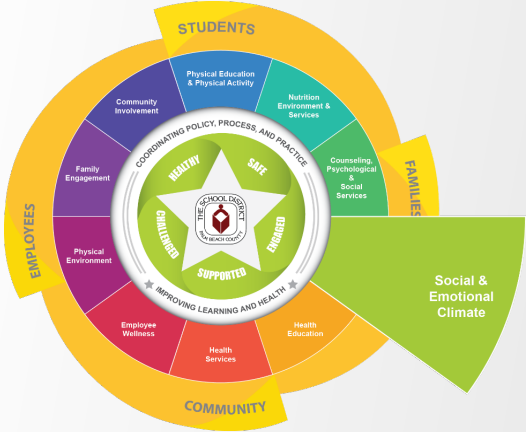 STUDENTS
Physical Education
& Physical Activity
Nutrition
Environment &
Services
Counseling,
Psychological
& Social
Services
FAMILIES
Social &
Emotional
Climate
Health
Education
Health
Services
COMMUNITY
Employee
Wellness
Physical
Environment
EMPLOYEES
Family
Engagement
Community
Involvement
COORDINATING POLICY, PROCESS, AND PRACTICE
IMPROVING LEARNING AND HEALTH
HEALTHY
SAFE
ENGAGED
SUPPORTED
CHALLENGED
THE SCHOOL DISTRICT
PALM BEACH COUNTY